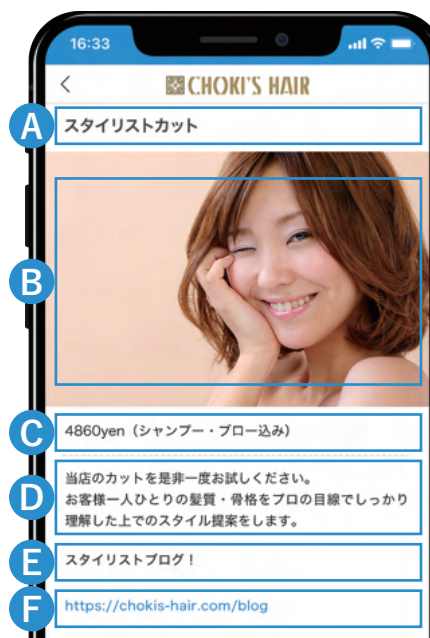 16:33
CHOKI'S HAIR
A
スタイリストカット
B
C
4860yen（シャンプー・ブロー込み）
D
当店のカットを是非一度お試しください。
お客様一人ひとりの髪質・骨格をプロの目線でしっかり
理解した上でのスタイル提案をします。
E
スタイリストブログ！
F
https://chokis-hair.com/blog